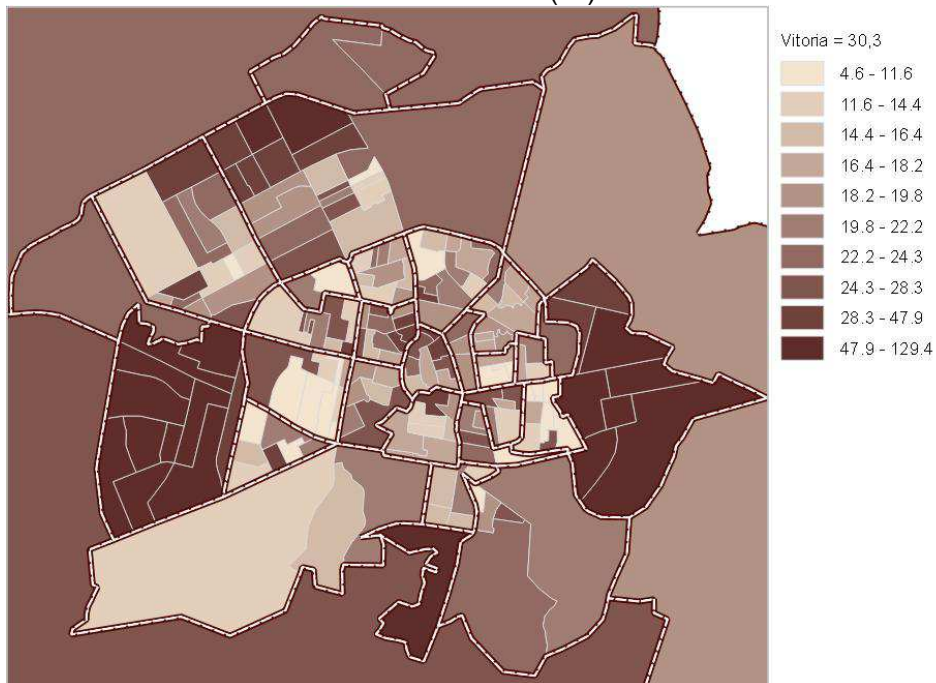 Vitoria = 30,3
4.6 - 11.6
11.6 - 14.4
14.4 - 16.4
16.4 - 18.2
18.2 - 19.8
19.8 - 22.2
22.2 - 24.3
24.3 - 28.3
28.3 - 47.9
47.9 - 129.4